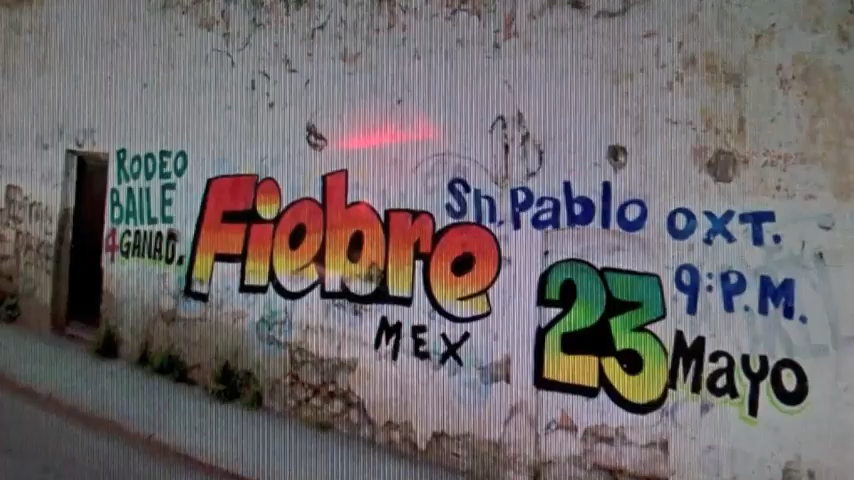 RODEO
BAILE
4 GANAD.
Fiebre
MEX
Sn. Pablo OXT.
23 Mayo
9:P.M.